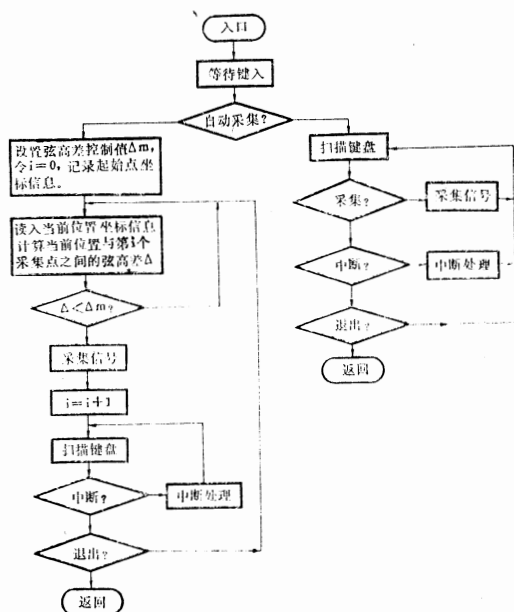 入口
等待键入
自动采集?
设置弦高差控制值Δm,
令i=0,记录起始点坐
标信息。
读入当前位置坐标信息
计算当前位置与第i个
采集点之间的弦高差Δ
Δ<Δm?
采集信号
i=i+1
扫描键盘
中断?
中断处理
退出?
返回
扫描键盘
采集?
采集信号
中断?
中断处理
退出?
返回